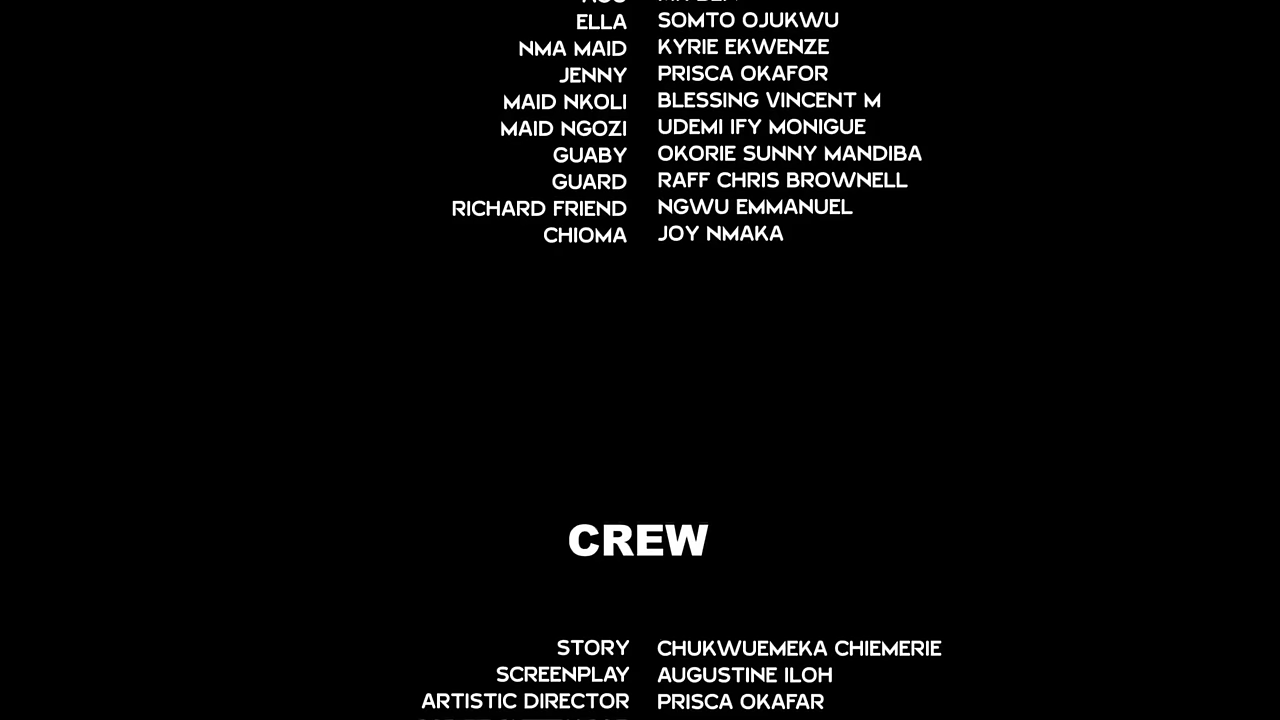 ELLA SOMTO OJUKWU
NMA MAID KYRIE EKWENZE
JENNY PRISCA OKAFOR
MAID NKOLI BLESSING VINCENT M
MAID NGOZI UDEMI IFY MONIGUE
GUABY OKORIE SUNNY MANDIBA
GUARD RAFF CHRIS BROWNELL
RICHARD FRIEND NGWU EMMANUEL
CHIOMA JOY NMAKA
CREW
STORY CHUKWUEMEKA CHIEMERIE
SCREENPLAY AUGUSTINE ILOH
ARTISTIC DIRECTOR PRISCA OKAFAR